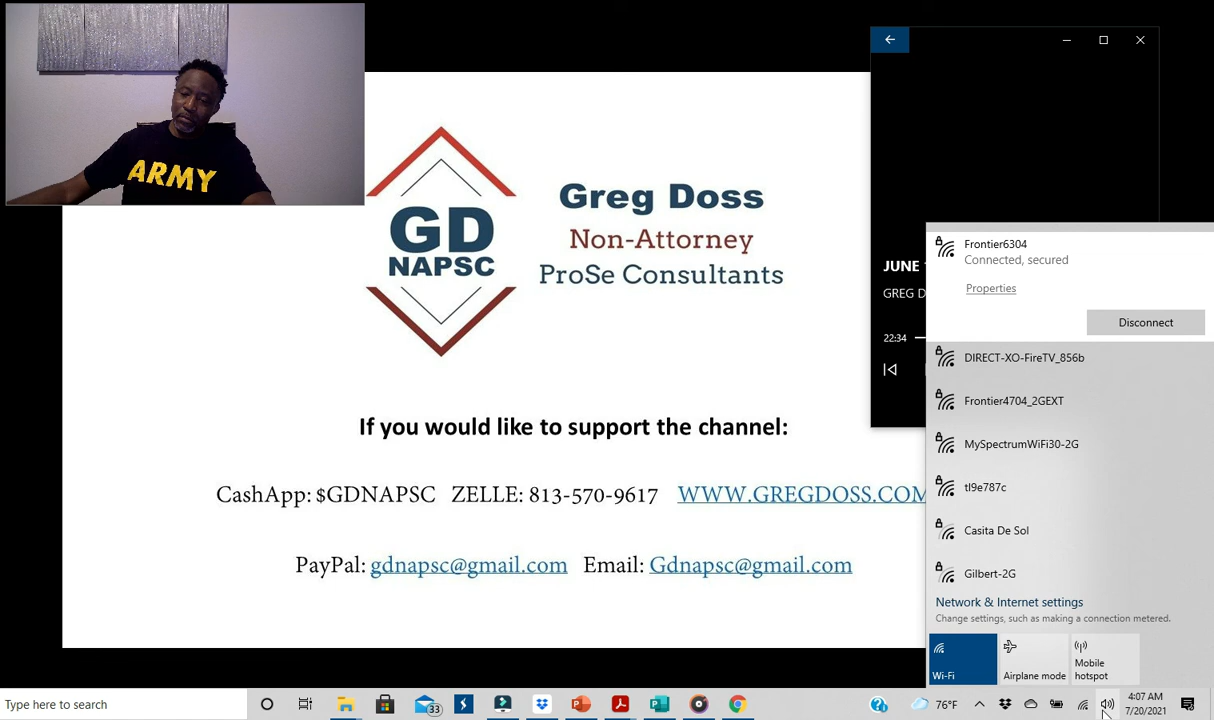 ARMY
GD
NAPSC
Greg Doss
Non-Attorney
ProSe Consultants
If you would like to support the channel:
CashApp: $GDNAPSC ZELLE: 813-570-9617 WWW.GREGDOSS.COM
PayPal: gdnapsc@gmail.com Email: Gdnapsc@gmail.com
JUNE
GREG D
22:34
Frontier6304
Connected, secured
Properties
Disconnect
DIRECT-XO-FireTV_856b
Frontier4704_2GEXT
MySpectrumWiFi30-2G
tl9e787c
Casita De Sol
Gilbert-2G
Network & Internet settings
Change settings, such as making a connection metered.
Wi-Fi
Airplane mode
Mobile
hotspot
Type here to search
33
76°F
4:07 AM
7/20/2021